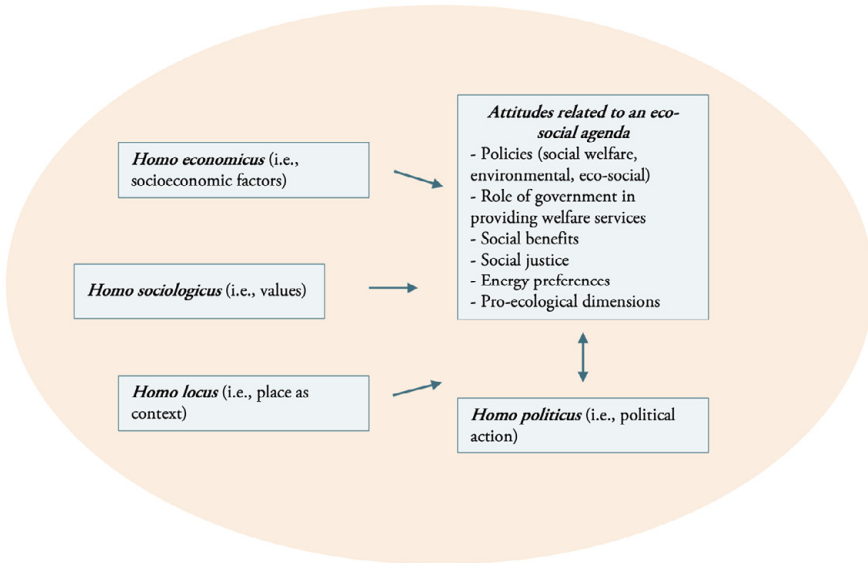 Homo economicus (i.e.,
socioeconomic factors)
Homo sociologicus (i.e., values)
Homo locus (i.e., place as
context)
Attitudes related to an eco-
social agenda
- Policies (social welfare,
environmental, eco-social)
- Role of government in
providing welfare services
- Social benefits
- Social justice
- Energy preferences
- Pro-ecological dimensions
Homo politicus (i.e., political
action)